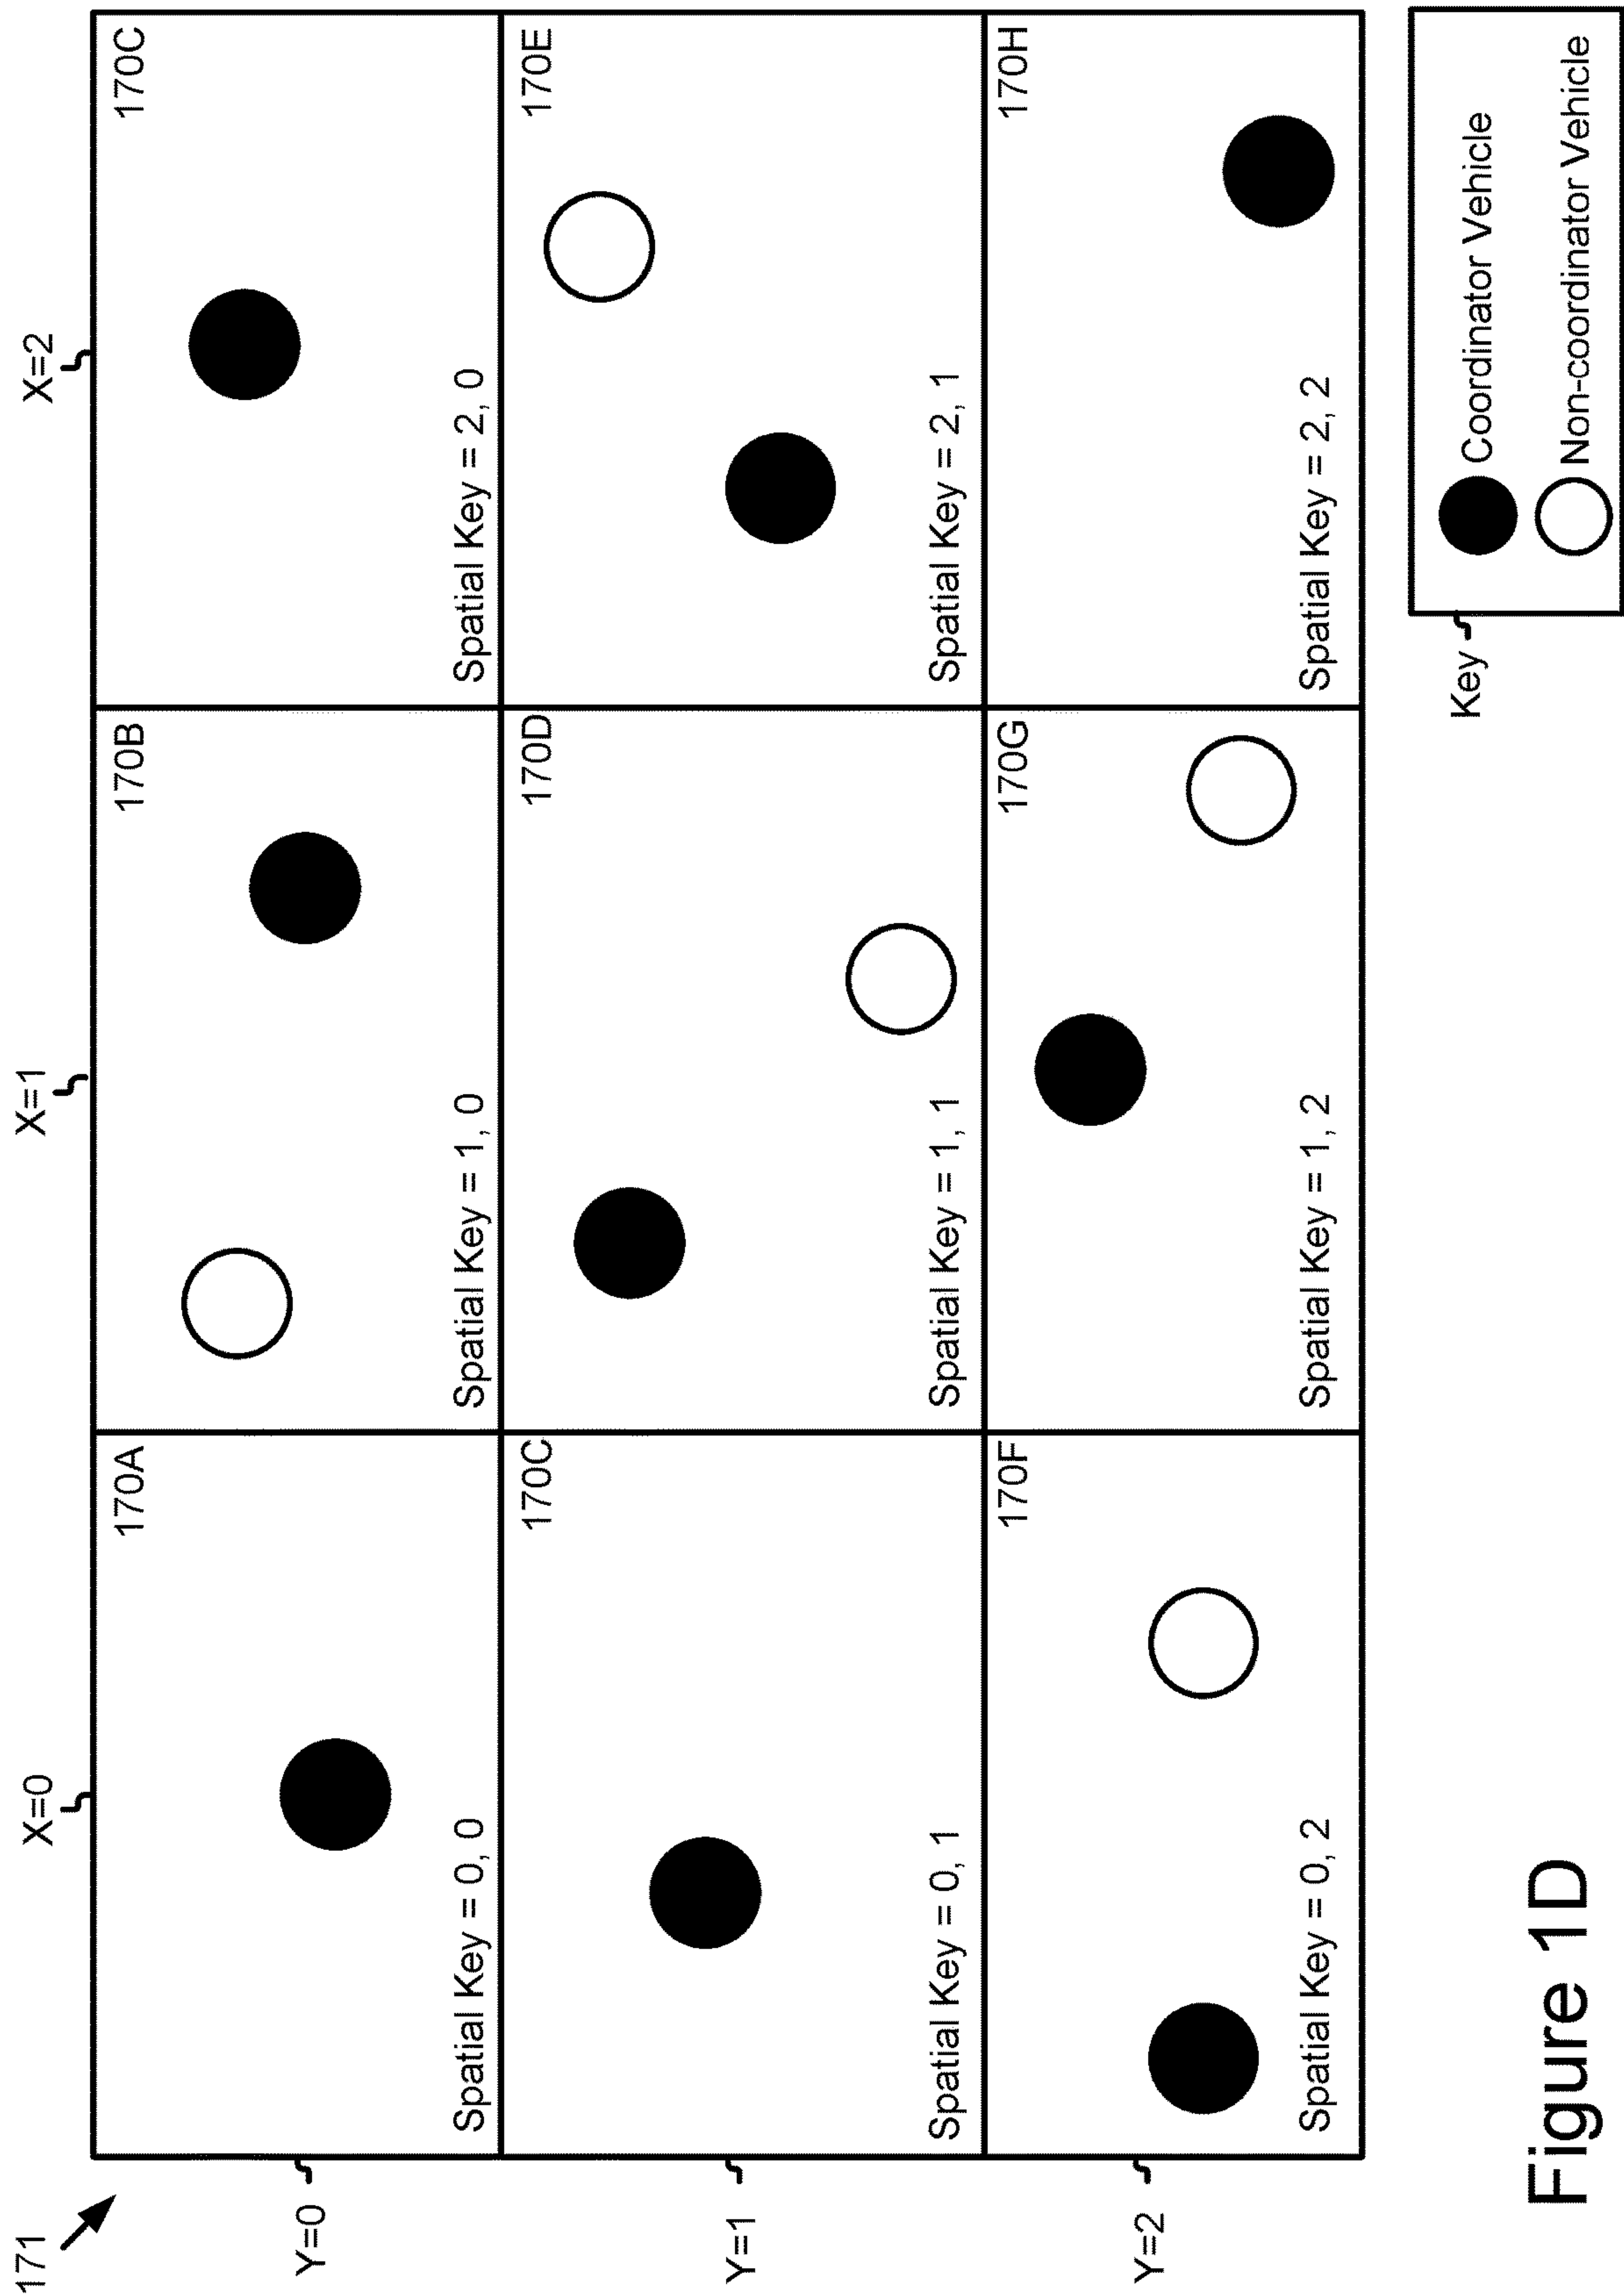 171
X=0
X=1
X=2
Y=0
170A
Spatial Key = 0, 0
170B
Spatial Key = 1, 0
170C
Spatial Key = 2, 0
Y=1
170C
Spatial Key = 0, 1
170D
Spatial Key = 1, 1
170E
Spatial Key = 2, 1
Y=2
170F
Spatial Key = 0, 2
170G
Spatial Key = 1, 2
170H
Spatial Key = 2, 2
Key
Coordinator Vehicle
Non-coordinator Vehicle
Figure 1D